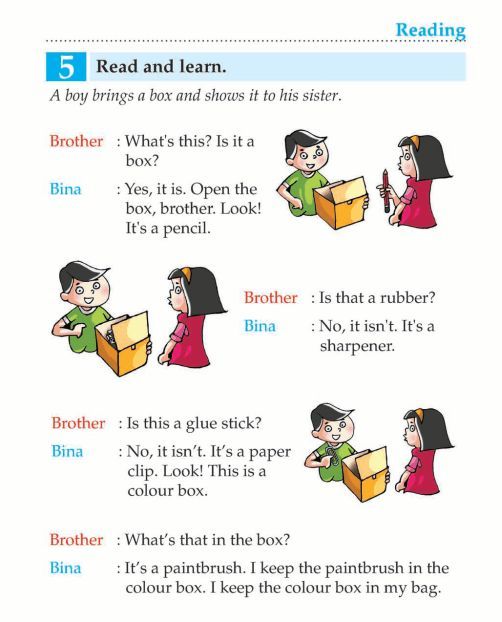 Reading
5 Read and learn.
A boy brings a box and shows it to his sister.
Brother : What's this? Is it a
box?
Bina : Yes, it is. Open the
box, brother. Look!
It's a pencil.
Brother : Is that a rubber?
Bina : No, it isn't. It's a
sharpener.
Brother : Is this a glue stick?
Bina : No, it isn’t. It’s a paper
clip. Look! This is a
colour box.
Brother : What’s that in the box?
Bina : It’s a paintbrush. I keep the paintbrush in the
colour box. I keep the colour box in my bag.